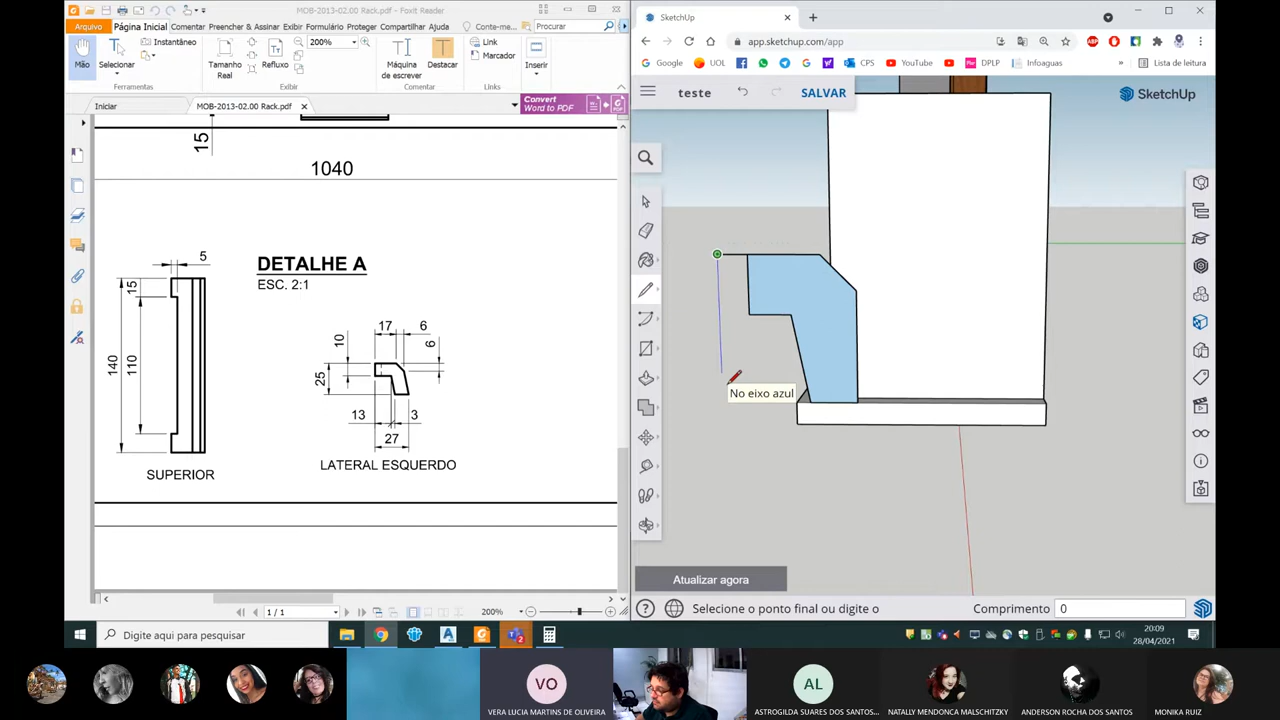 MOB-2013-02.00 Rack.pdf - Foxit Reader
Arquivo
Página Inicial
Comentar
Preencher & Assinar
Exibir
Formulário
Proteger
Compartilhar
Ajuda
Conte-me...
Procurar
Mão
Selecionar
Instantâneo
Tamanho
Real
Refluxo
200%
Máquina
de escrever
Destacar
Link
Marcador
Inserir
Ferramentas
Exibir
Comentar
Iniciar
MOB-2013-02.00 Rack.pdf
Convert
Word to PDF
15
1040
5
15
140
110
SUPERIOR
DETALHE A
ESC. 2:1
17
6
10
6
25
13
3
27
LATERAL ESQUERDO
1 / 1
200%
SketchUp
app.sketchup.com/app
Google
UOL
CPS
YouTube
DPLP
Infoaguas
»
Lista de leitura
teste
SALVAR
SketchUp
No eixo azul
Atualizar agora
Selecione o ponto final ou digite o
Comprimento
0
Digite aqui para pesquisar
20:09
28/04/2021
VO
VERA LUCIA MARTINS DE OLIVEIRA
AL
ASTROGILDA SUARES DOS SANTOS...
NATALLY MENDONCA MALSCHITZKY
ANDERSON ROCHA DOS SANTOS
MONIKA RUIZ